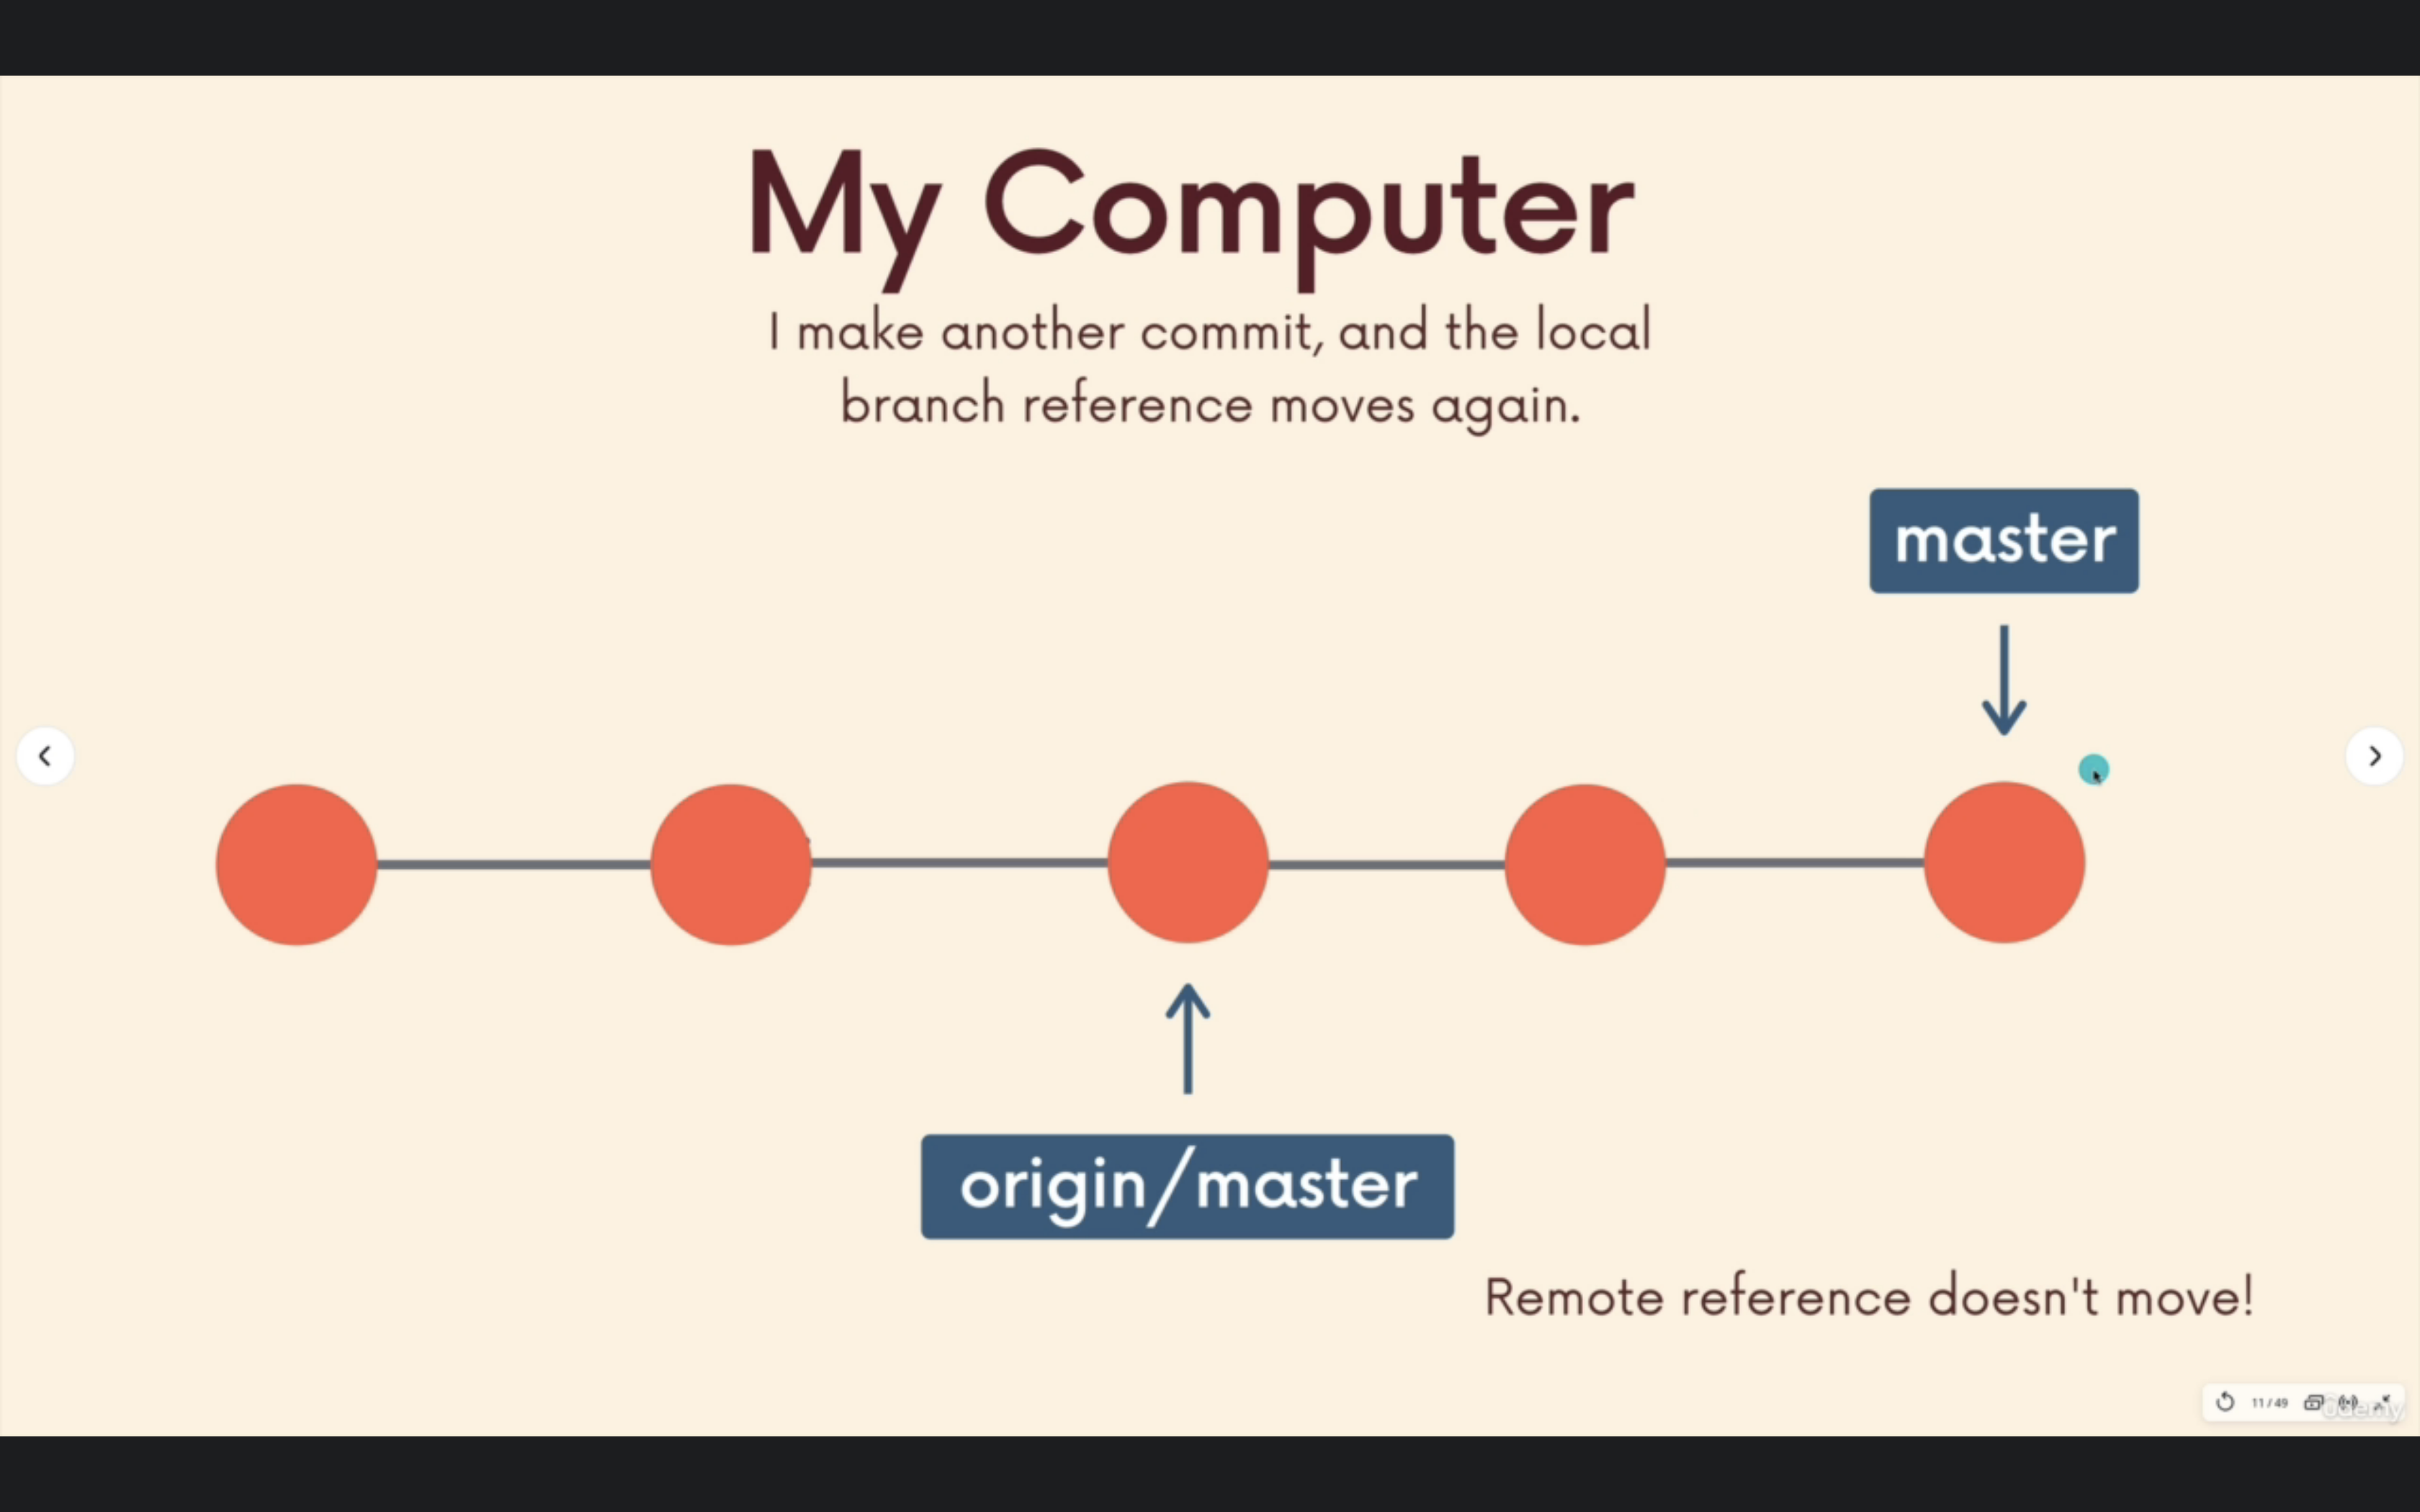 My Computer
I make another commit, and the local
branch reference moves again.
master
origin/master
Remote reference doesn't move!
11 / 49
Udemy